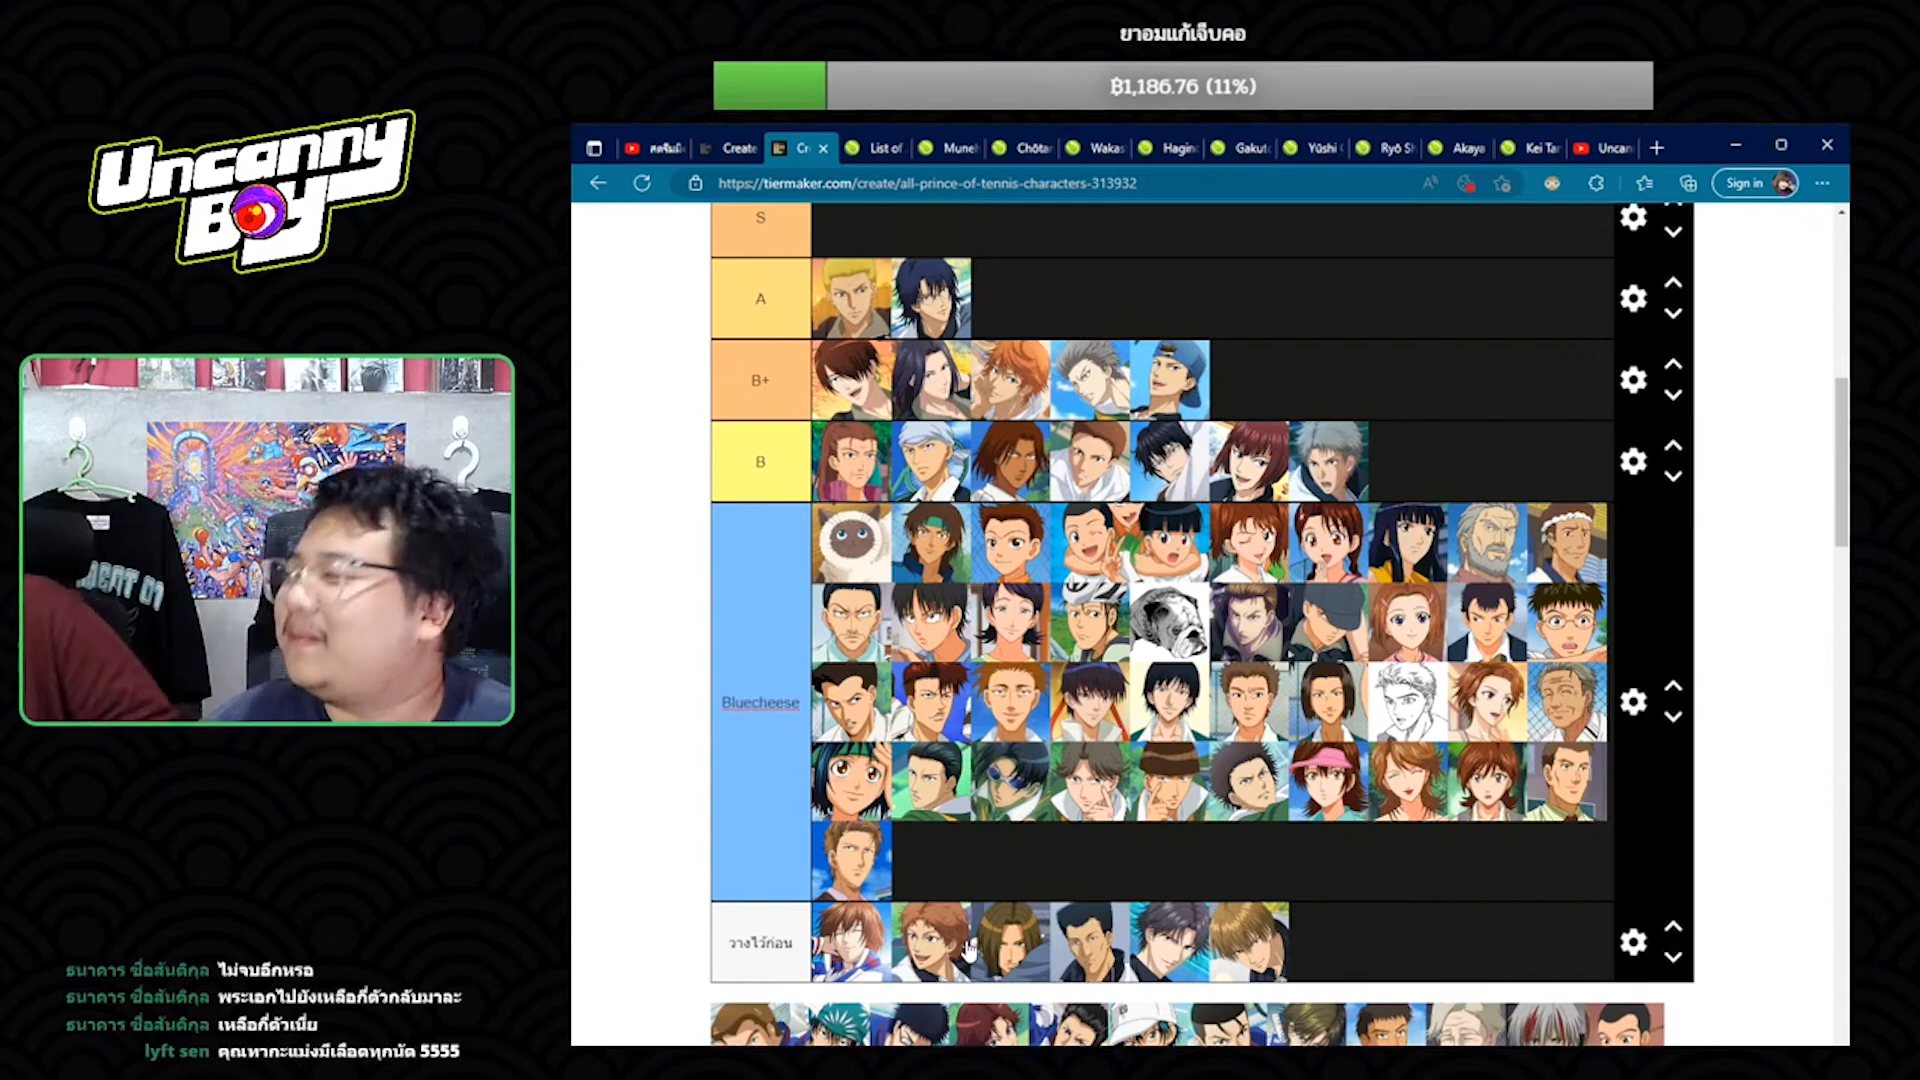 ยาอมแก้เจ็บคอ
฿1,186.76 (11%)
Uncanny
Boy
Create
Cr
List of
Mune
Chōta
Waka
Hagin
Gakut
Yūshi
Ryō S
Akaya
Kei Ta
Uncan
https://tiermaker.com/create/all-prince-of-tennis-characters-313932
Sign in
S
A
B+
B
Bluecheese
วางไว้ก่อน
ธนาคาร ชื่อสันติกุล ไม่จบอีกหรอ
ธนาคาร ชื่อสันติกุล พระเอกไปยังเหลือกี่ตัวกลับมาละ
ธนาคาร ชื่อสันติกุล เหลือกี่ตัวเนี่ย
lyft sen คุณทากะแม่งมีเลือดทุกนัด 5555